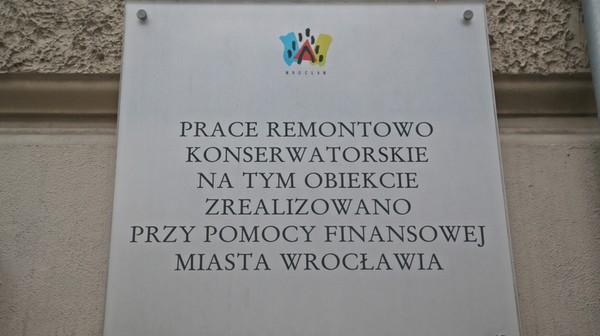 WROCŁAW
PRACE REMONTOWO
KONSERWATORSKIE
NA TYM OBIEKCIE
ZREALIZOWANO
PRZY POMOCY FINANSOWEJ
MIASTA WROCŁAWIA